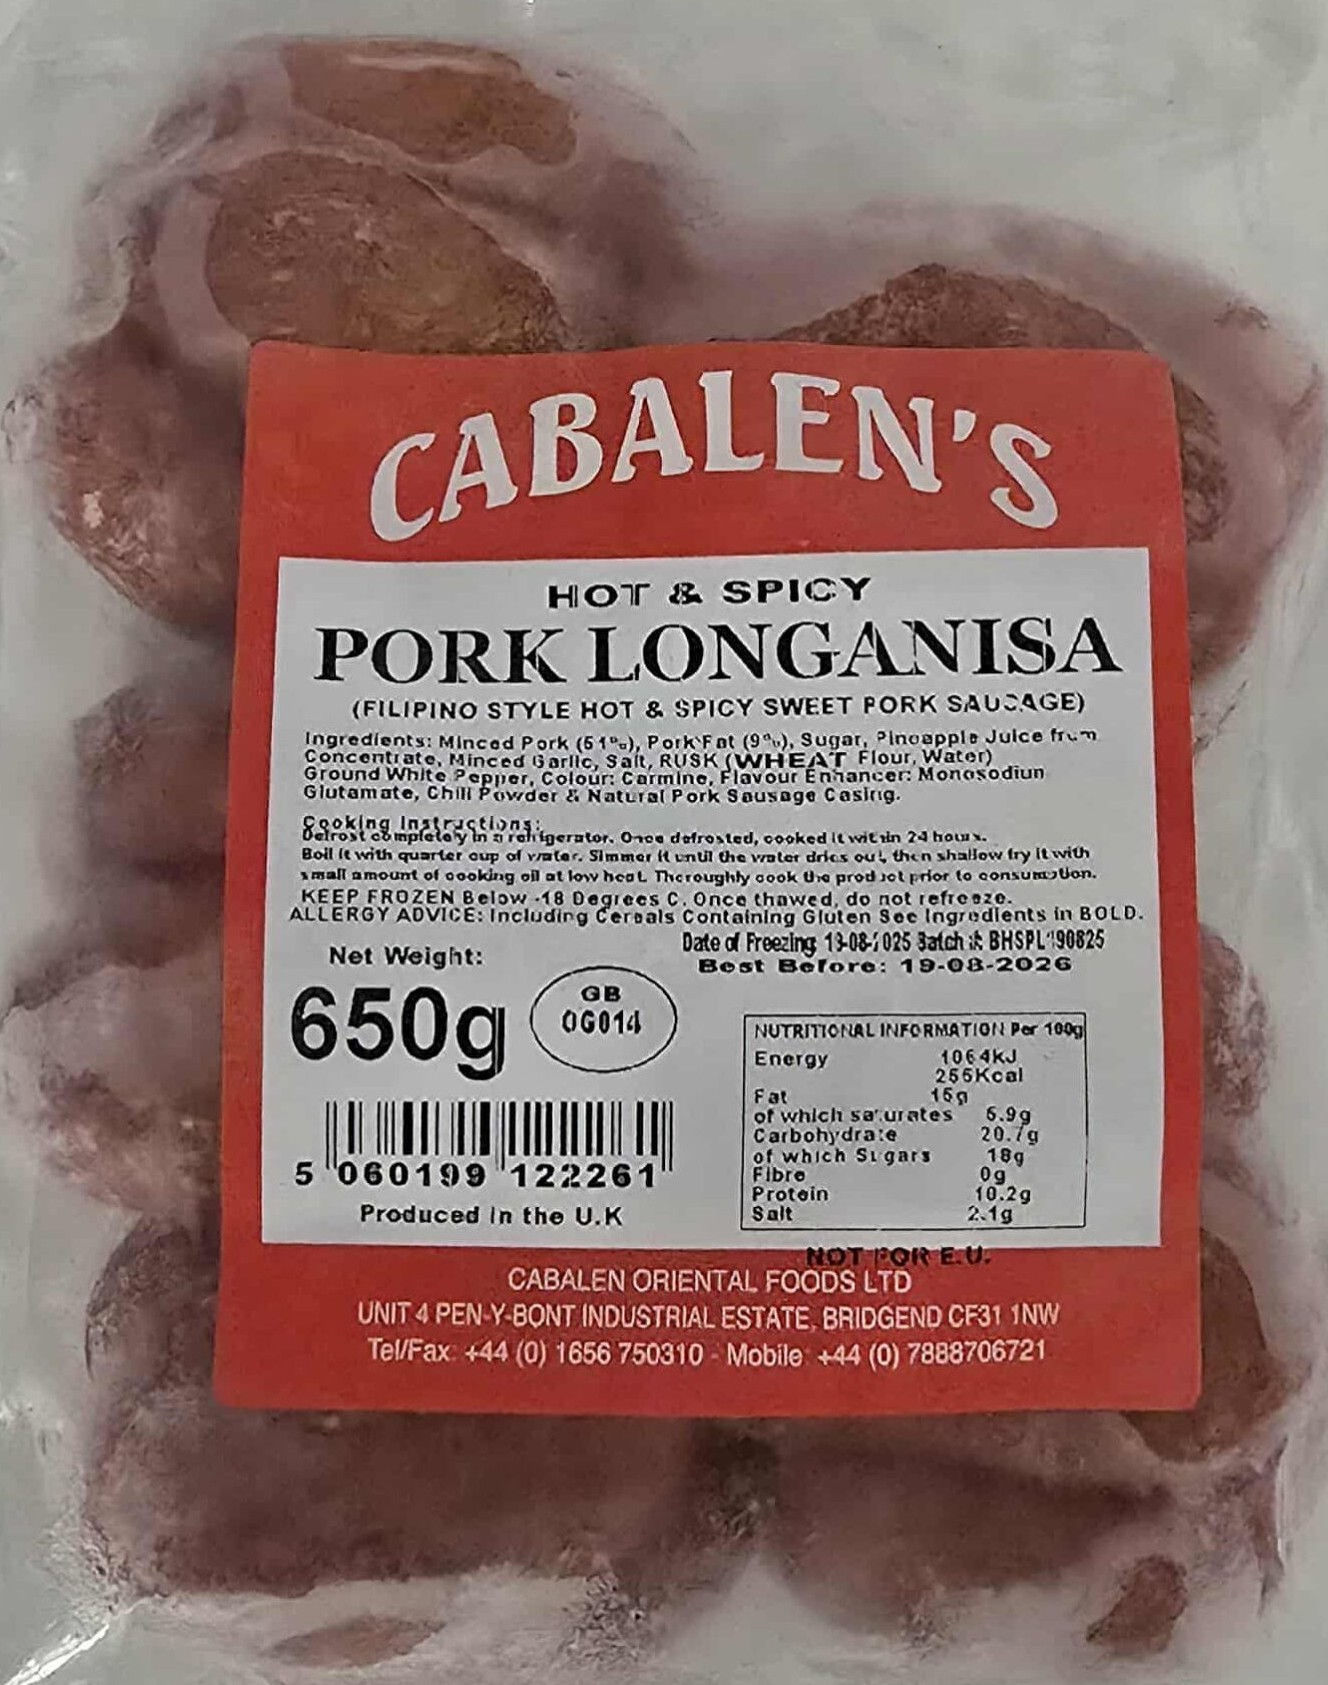 CABALEN'S
HOT & SPICY
PORK LONGANISA
(FILIPINO STYLE HOT & SPICY SWEET PORK SAUSAGE)
Ingredients: Minced Pork (61%), Pork Fat (9%), Sugar, Pineapple Juice from
Concentrate, Minced Garlic, Salt, RUSK (WHEAT Flour, Water)
Ground White Pepper, Colour: Carmine, Flavour Enhancer: Monosodiun
Glutamate, Chili Powder & Natural Pork Sausage Casing.
Cooking Instructions:
Defrost completely in a refrigerator. Once defrosted, cooked it within 24 hours.
Boil it with quarter cup of water. Simmer it until the water dries out, then shallow fry it with
small amount of cooking oil at low heat. Thoroughly cook the product prior to consumption.
KEEP FROZEN Below -18 Degrees C. Once thawed, do not refreeze.
ALLERGY ADVICE: Including Cereals Containing Gluten See Ingredients in BOLD.
Net Weight:
650g
GB
OG014
Date of Freezing Batch #: BHSPL
Best Before: 19-08-2026
NUTRITIONAL INFORMATION Per 100g
Energy 1064kJ
Kcal
Fat
of which saturates 6.9g
Carbohydrate 20.7g
of which Sugars 18g
Fibre 0g
Protein 10.2g
Salt 2.1g
5 060199 122261
Produced in the U.K
NOT FOR E.U.
CABALEN ORIENTAL FOODS LTD
UNIT 4 PEN-Y-BONT INDUSTRIAL ESTATE, BRIDGEND CF31 1NW
Tel/Fax: +44 (0) 1656 750310 - Mobile: +44 (0) 7888706721